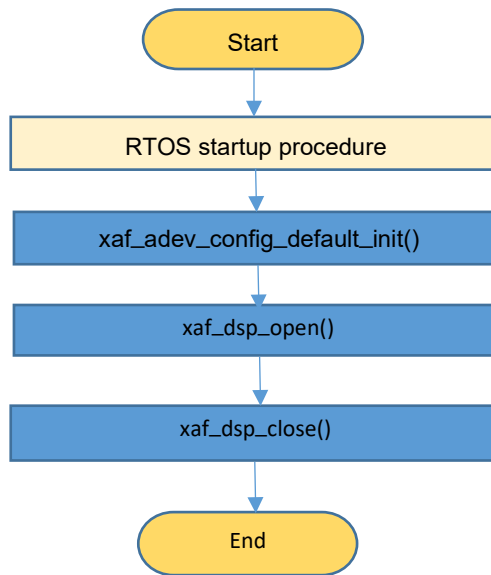 Start
RTOS startup procedure
xaf_adev_config_default_init()
xaf_dsp_open()
xaf_dsp_close()
End